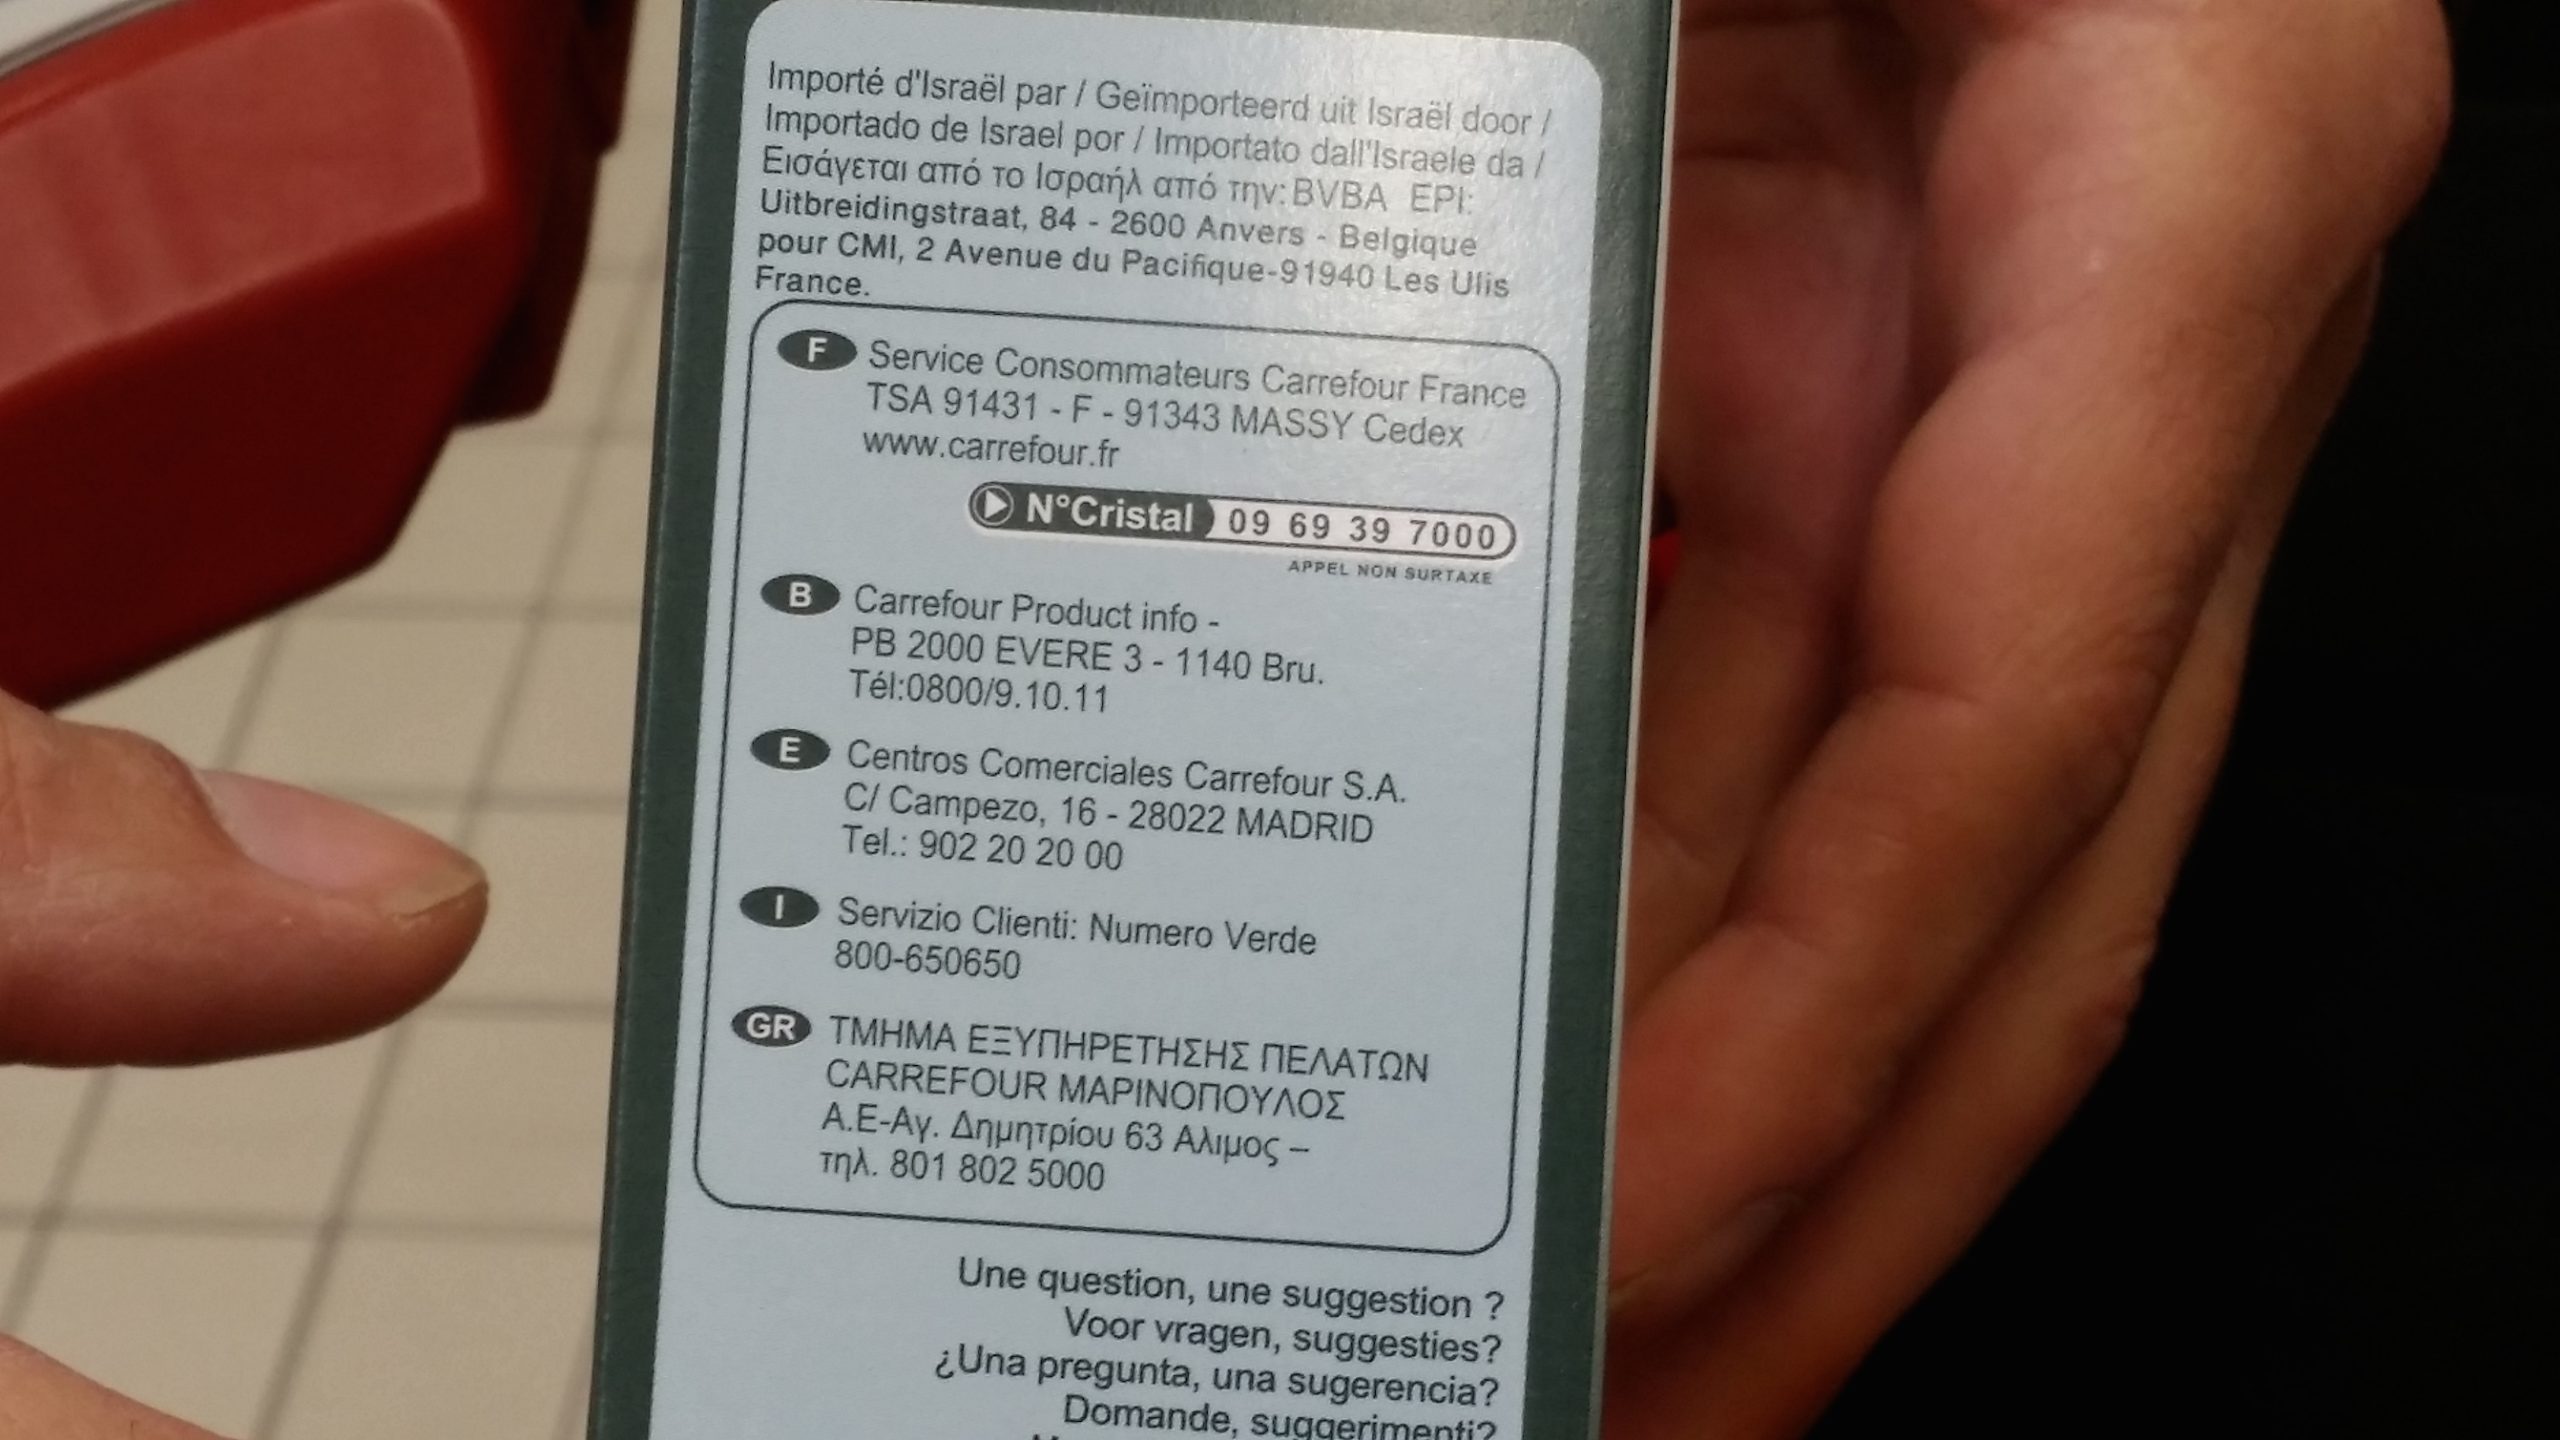 Importé d'Israël par / Geïmporteerd uit Israël door /
Importado de Israel por / Importato dall'Israele da /
Εισάγεται από το Ισραήλ από την: BVBA EPI:
Uitbreidingstraat, 84 - 2600 Anvers - Belgique
pour CMI, 2 Avenue du Pacifique-91940 Les Ulis
France.
F Service Consommateurs Carrefour France
TSA 91431 - F - 91343 MASSY Cedex
www.carrefour.fr
N°Cristal 09 69 39 7000
APPEL NON SURTAXE
B Carrefour Product info -
PB 2000 EVERE 3 - 1140 Bru.
Tél:0800/9.10.11
E Centros Comerciales Carrefour S.A.
C/ Campezo, 16 - 28022 MADRID
Tel.: 902 20 20 00
I Servizio Clienti: Numero Verde
800-650650
GR ΤΜΗΜΑ ΕΞΥΠΗΡΕΤΗΣΗΣ ΠΕΛΑΤΩΝ
CARREFOUR ΜΑΡΙΝΟΠΟΥΛΟΣ
Α.Ε-Αγ. Δημητρίου 63 Αλιμος –
τηλ. 801 802 5000
Une question, une suggestion ?
Voor vragen, suggesties?
¿Una pregunta, una sugerencia?
Domande, suggerimenti?